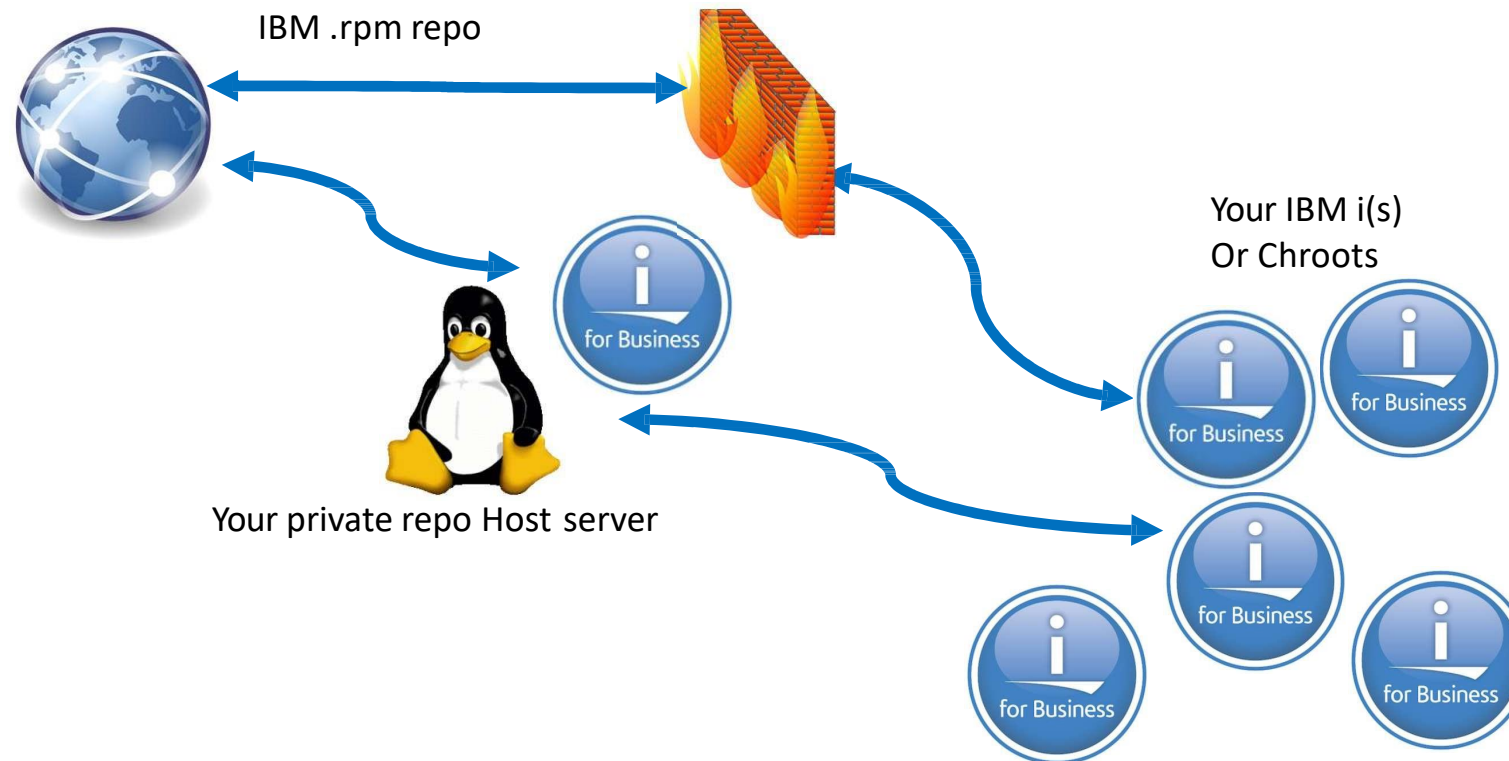 IBM .rpm repo
Your IBM i(s)
Or Chroots
i
for Business
i
for Business
i
for Business
Your private repo Host server
i
for Business
i
for Business
i
for Business